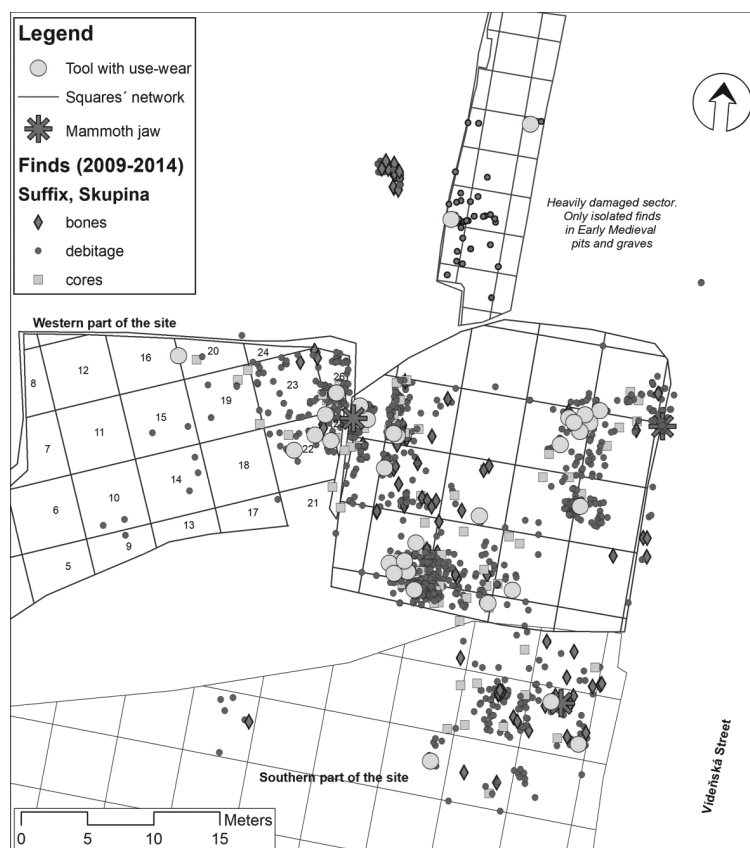 Legend
Tool with use-wear
Squares´ network
Mammoth jaw
Finds (2009-2014)
Suffix, Skupina
bones
debitage
cores
Heavily damaged sector.
Only isolated finds
in Early Medieval
pits and graves
Western part of the site
8
12
16
20
24
26
7
11
15
19
23
6
10
14
18
22
5
9
13
17
21
Southern part of the site
Vídeňská Street
Meters
0
5
10
15